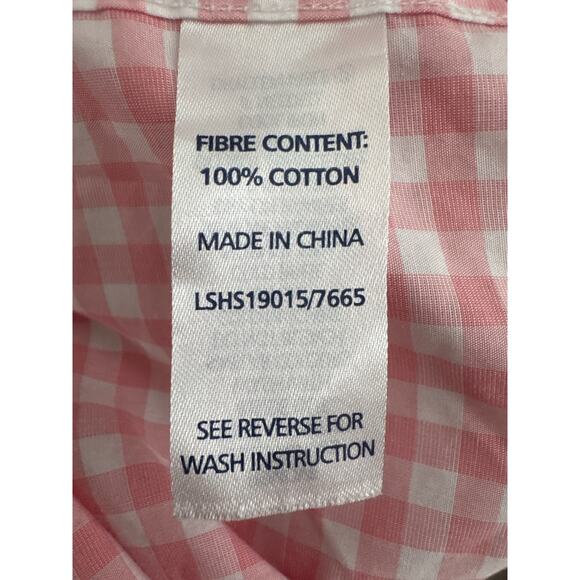 FIBRE CONTENT:
100% COTTON
MADE IN CHINA
LSHS19015/7665
SEE REVERSE FOR
WASH INSTRUCTION